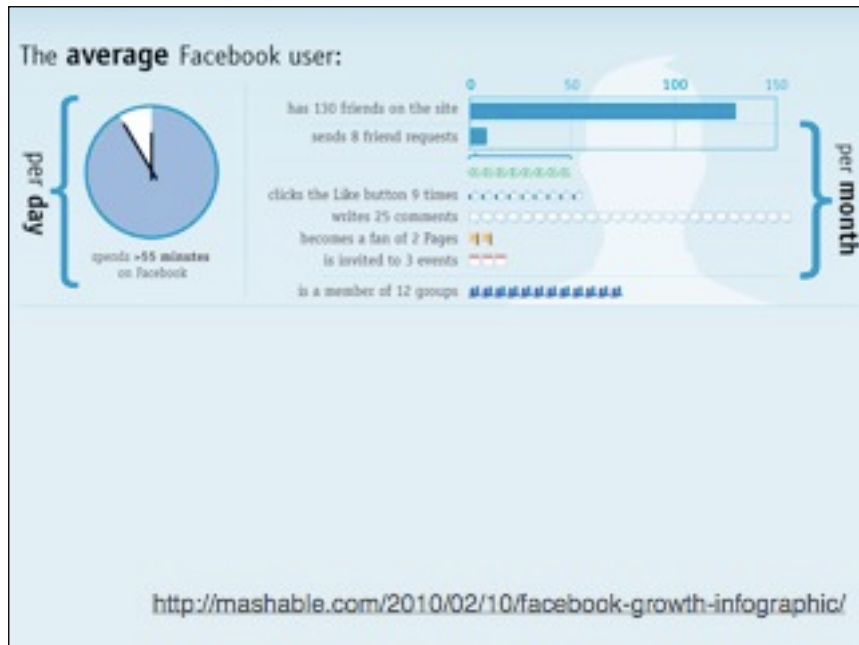 The average Facebook user:
per day
spends >55 minutes
on Facebook
0 50 100 150
has 130 friends on the site
sends 8 friend requests
clicks the Like button 9 times
writes 25 comments
becomes a fan of 2 Pages
is invited to 3 events
is a member of 12 groups
per month
http://mashable.com/2010/02/10/facebook-growth-infographic/